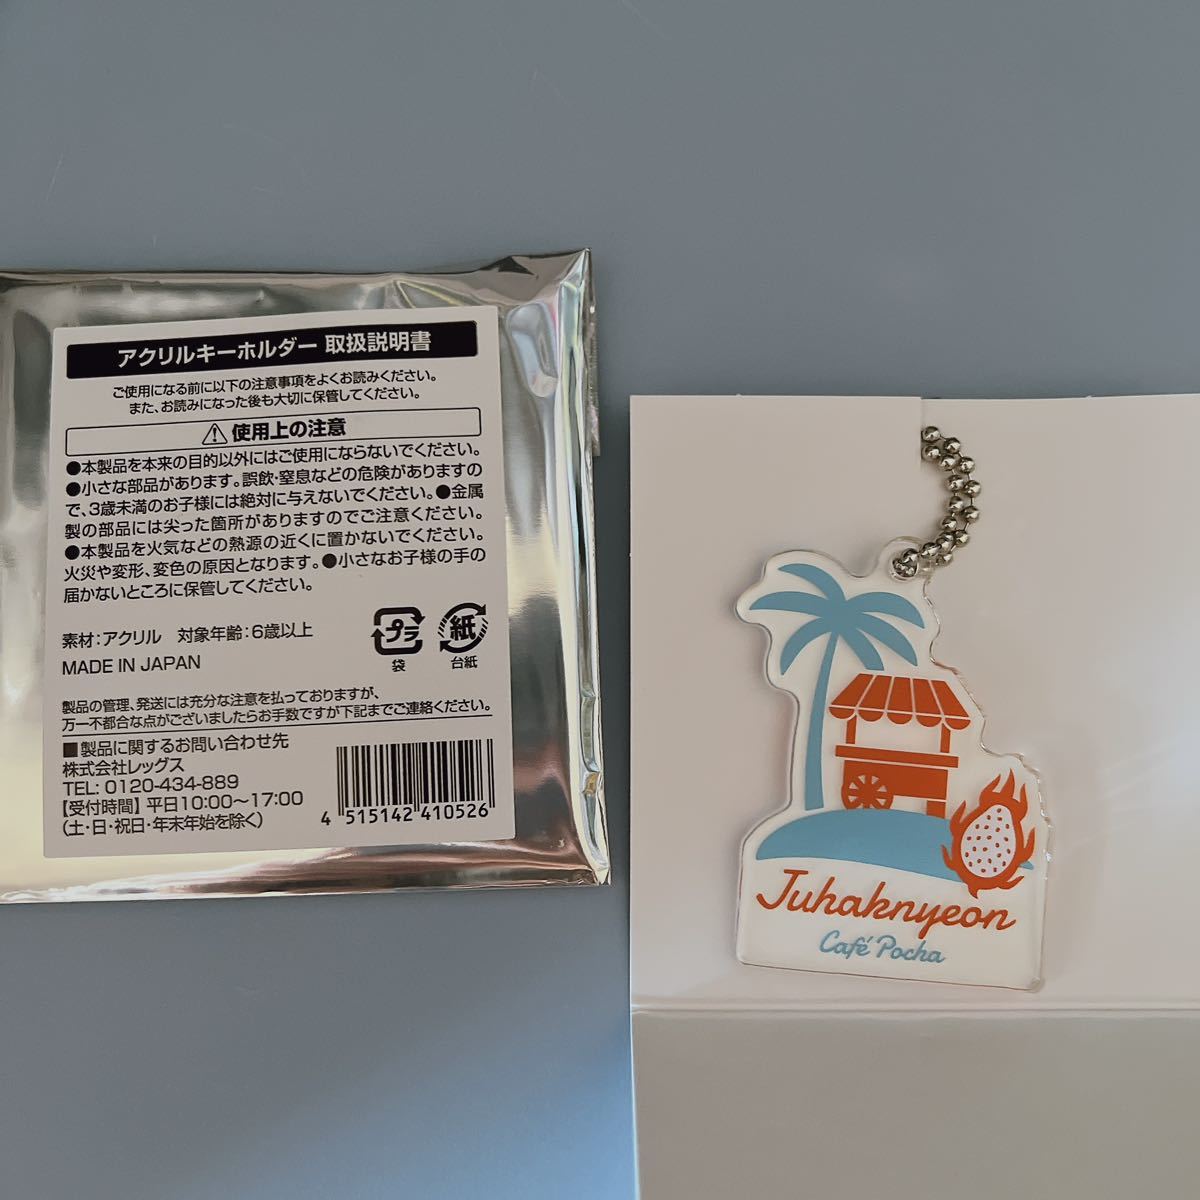 アクリルキーホルダー 取扱説明書
ご使用になる前に以下の注意事項をよくお読みください。
また、お読みになった後も大切に保管してください。
⚠使用上の注意
●本製品を本来の目的以外にはご使用にならないでください。
●小さな部品があります。誤飲・窒息などの危険がありますの
で、3歳未満のお子様には絶対に与えないでください。●金属
製の部品には尖った箇所がありますのでご注意ください。
●本製品を火気などの熱源の近くに置かないでください。
火災や変形、変色の原因となります。●小さなお子様の手の
届かないところに保管してください。
素材:アクリル 対象年齢:6歳以上
MADE IN JAPAN
プラ
袋
紙
台紙
製品の管理、発送には充分な注意を払っておりますが、
万一不都合な点がございましたらお手数ですが下記までご連絡ください。
■製品に関するお問い合わせ先
株式会社レッグス
TEL: 0120-434-889
【受付時間】平日10:00〜17:00
(土・日・祝日・年末年始を除く)
4 515142 410526
Juhaknyeon
Café Pocha